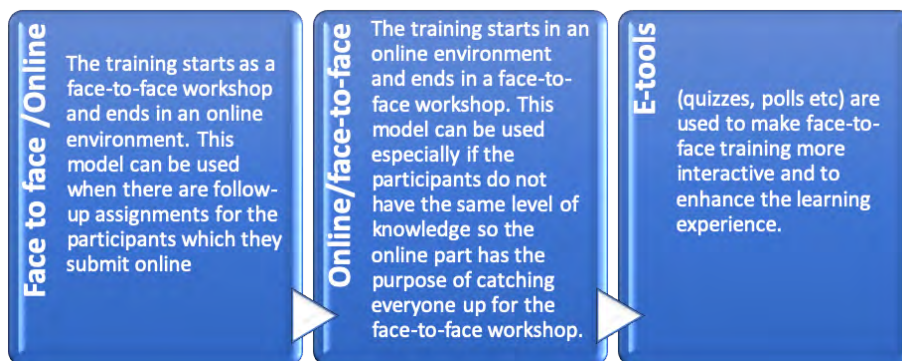 Face to face /Online
The training starts as a
face-to-face workshop
and ends in an online
environment. This
model can be used
when there are follow-
up assignments for the
participants which they
submit online
Online/face-to-face
The training starts in an
online environment
and ends in a face-to-
face workshop. This
model can be used
especially if the
participants do not
have the same level of
knowledge so the
online part has the
purpose of catching
everyone up for the
face-to-face workshop.
E-tools
(quizzes, polls etc) are
used to make face-to-
face training more
interactive and to
enhance the learning
experience.